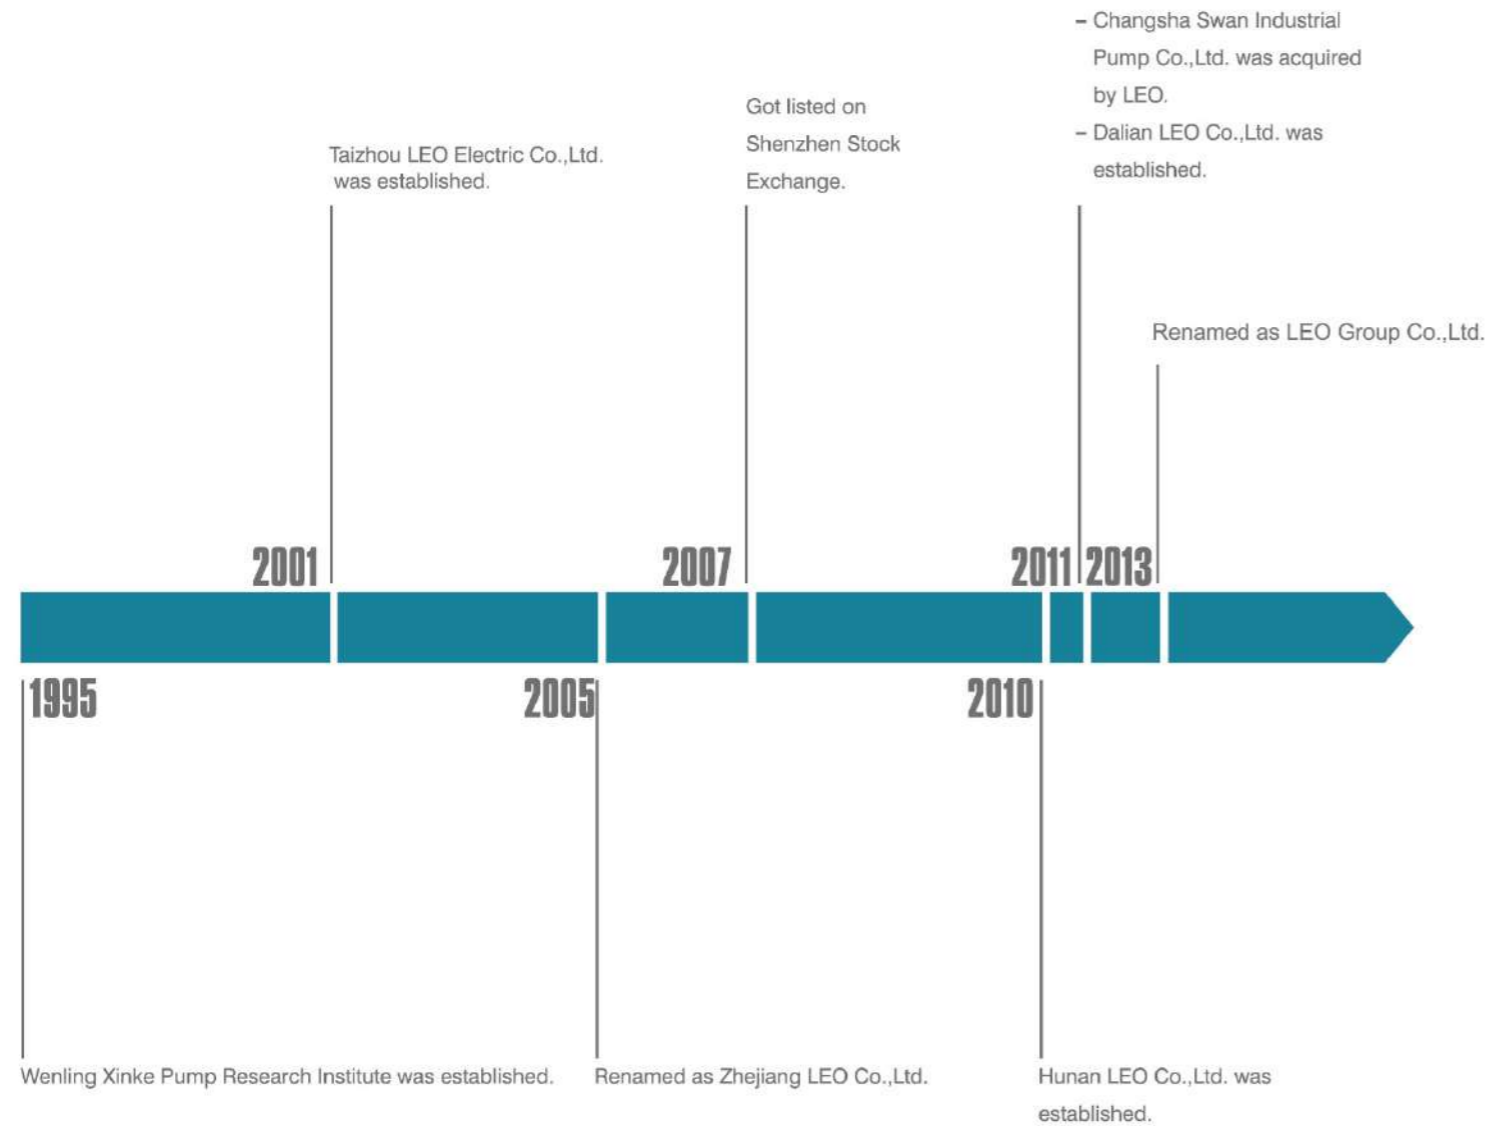 – Changsha Swan Industrial
Pump Co.,Ltd. was acquired
by LEO.
– Dalian LEO Co.,Ltd. was
established.
Got listed on
Shenzhen Stock
Exchange.
Taizhou LEO Electric Co.,Ltd.
was established.
Renamed as LEO Group Co.,Ltd.
2001
2007
2011
2013
1995
2005
2010
Wenling Xinke Pump Research Institute was established.
Renamed as Zhejiang LEO Co.,Ltd.
Hunan LEO Co.,Ltd. was
established.